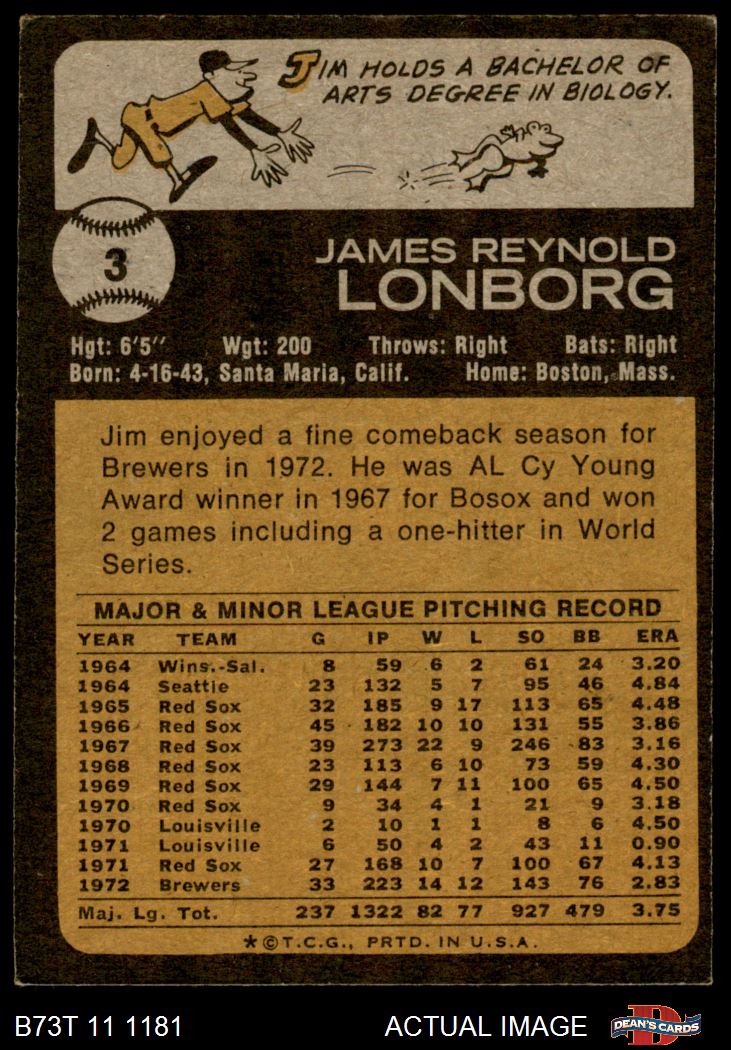 JIM HOLDS A BACHELOR OF
ARTS DEGREE IN BIOLOGY.
3
JAMES REYNOLD
LONBORG
Hgt: 6'5" Wgt: 200 Throws: Right Bats: Right
Born: 4-16-43, Santa Maria, Calif. Home: Boston, Mass.
Jim enjoyed a fine comeback season for
Brewers in 1972. He was AL Cy Young
Award winner in 1967 for Bosox and won
2 games including a one-hitter in World
Series.
MAJOR & MINOR LEAGUE PITCHING RECORD
YEAR TEAM G IP W L SO BB ERA
1964 Wins.-Sal. 8 59 6 2 61 24 3.20
1964 Seattle 23 132 5 7 95 46 4.84
1965 Red Sox 32 185 9 17 113 65 4.48
1966 Red Sox 45 182 10 10 131 55 3.86
1967 Red Sox 39 273 22 9 246 83 3.16
1968 Red Sox 23 113 6 10 73 59 4.30
1969 Red Sox 29 144 7 11 100 65 4.50
1970 Red Sox 9 34 4 1 21 9 3.18
1970 Louisville 2 10 1 1 8 6 4.50
1971 Louisville 6 50 4 2 43 11 0.90
1971 Red Sox 27 168 10 7 100 67 4.13
1972 Brewers 33 223 14 12 143 76 2.83
Maj. Lg. Tot. 237 1322 82 77 927 479 3.75
*©T.C.G., PRTD. IN U.S.A.
B73T 11 1181 ACTUAL IMAGE D DEAN'S CARDS